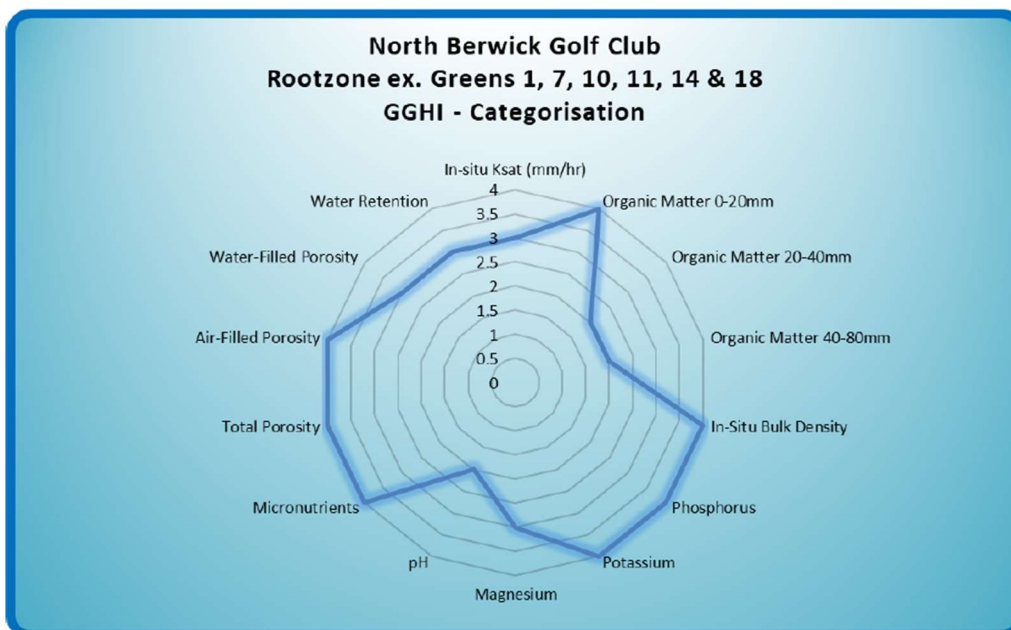 North Berwick Golf Club
Rootzone ex. Greens 1, 7, 10, 11, 14 & 18
GGHI - Categorisation
In-situ Ksat (mm/hr)
4
Water Retention
3.5
Organic Matter 0-20mm
3
Water-Filled Porosity
2.5
Organic Matter 20-40mm
2
1.5
Air-Filled Porosity
1
Organic Matter 40-80mm
0.5
0
Total Porosity
In-Situ Bulk Density
Micronutrients
Phosphorus
pH
Potassium
Magnesium